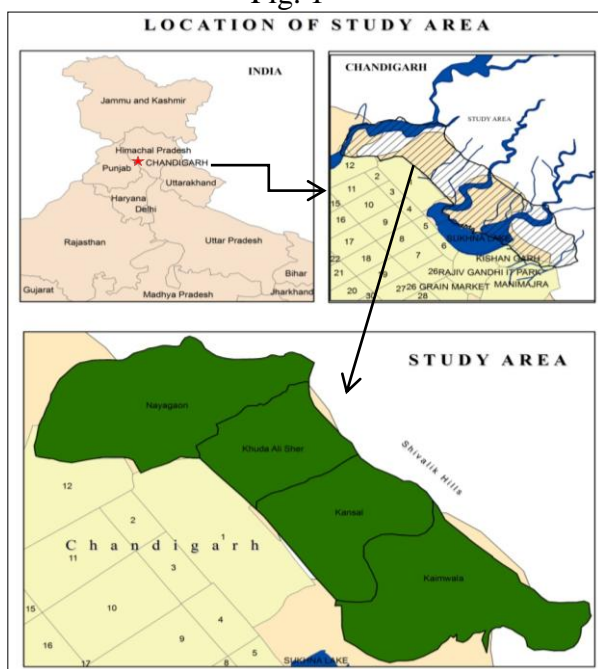 Fig. 1
LOCATION OF STUDY AREA
INDIA
Jammu and Kashmir
Himachal Pradesh
Punjab
CHANDIGARH
Uttarakhand
Haryana
Delhi
Rajasthan
Uttar Pradesh
Bihar
Gujarat
Madhya Pradesh
Jharkhand
CHANDIGARH
STUDY AREA
12
2
11
3
15
10
4
16
9
5
17
8
SUKHNA LAKE
7
6
18
KISHAN GARH
22
19
26 RAJIV GANDHI IT PARK
21
MANIMAJRA
20
30
27
26 GRAIN MARKET
28
STUDY AREA
Nayagaon
Khuda Ali Sher
Shivalik Hills
Kansal
Kaimwala
12
2
1
Chandigarh
11
3
15
10
4
16
9
5
17
8
SUKHNA LAKE